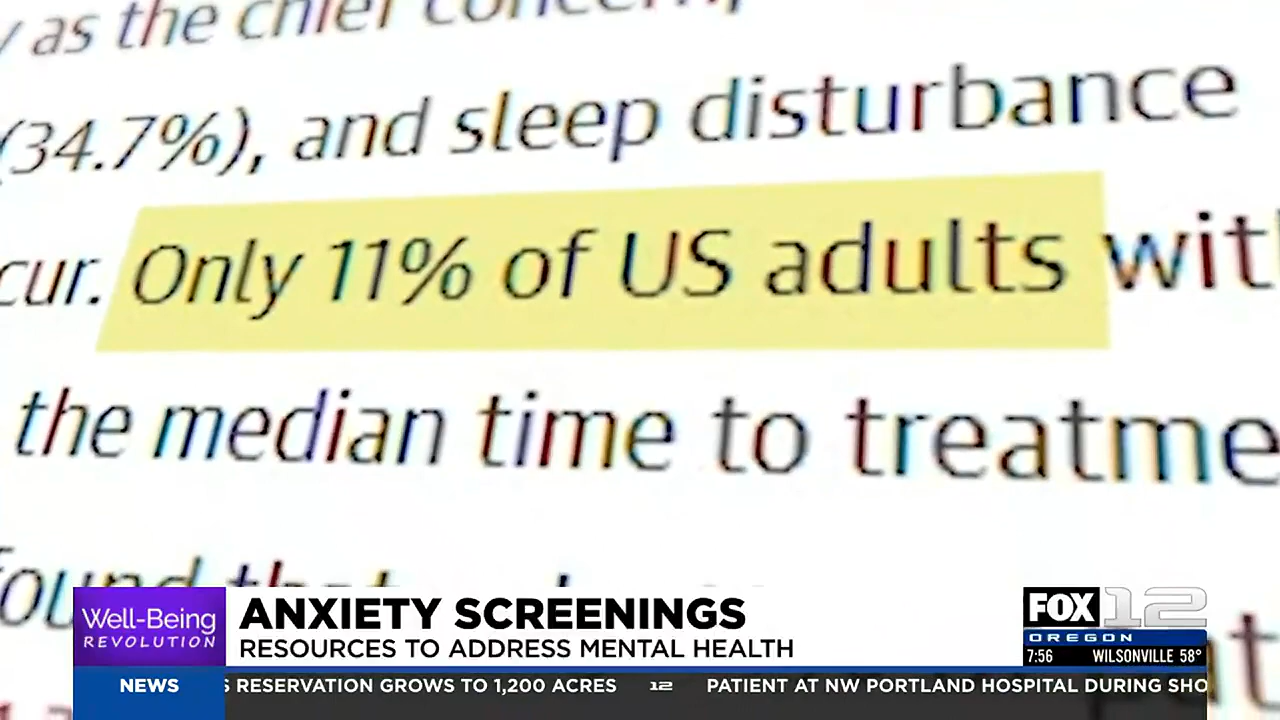 as the chief concern,
(34.7%), and sleep disturbance
cur. Only 11% of US adults
the median time to
found that
Well-Being
REVOLUTION
ANXIETY SCREENINGS
RESOURCES TO ADDRESS MENTAL HEALTH
FOX 12
OREGON
7:56 WILSONVILLE 58°
NEWS
S RESERVATION GROWS TO 1,200 ACRES 12 PATIENT AT NW PORTLAND HOSPITAL DURING SHO